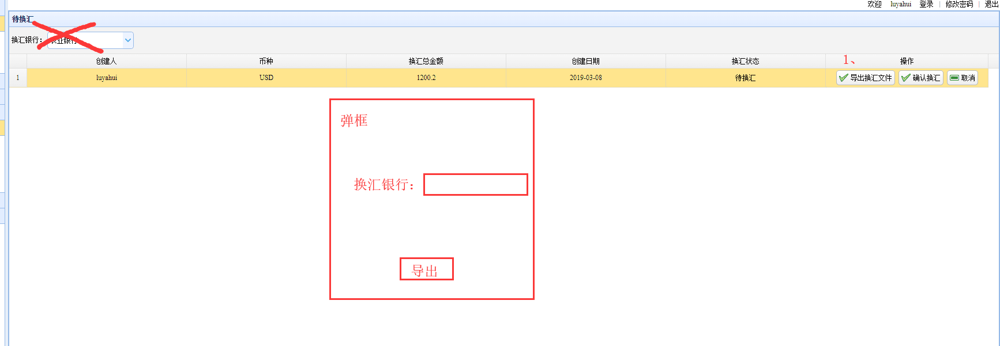 欢迎 luyahui 登录 | 修改密码 | 退出
待换汇
换汇银行： 农业银行
创建人 币种 换汇总金额 创建日期 换汇状态 1、 操作
1 luyahui USD 1200.2 2019-03-08 待换汇 导出换汇文件 确认换汇 取消
弹框
换汇银行：
导出